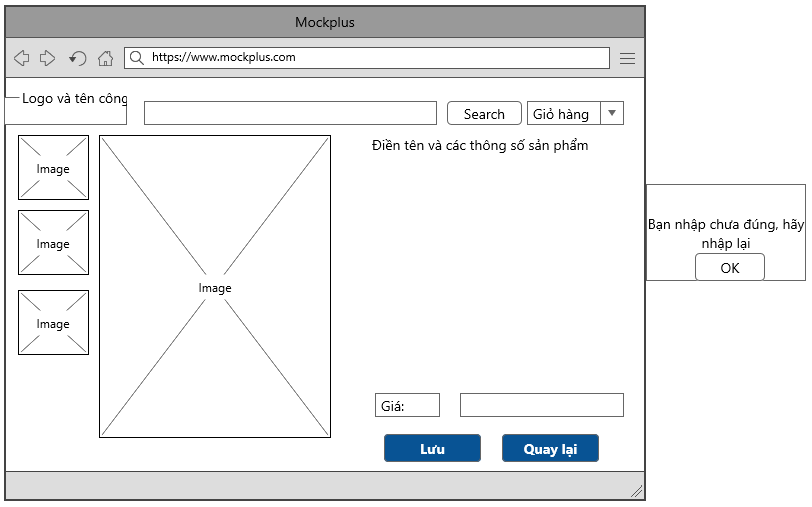 Mockplus
https://www.mockplus.com
Logo và tên công
Search
Giỏ hàng
Image
Image
Image
Image
Điền tên và các thông số sản phẩm
Giá:
Lưu
Quay lại
Bạn nhập chưa đúng, hãy
nhập lại
OK